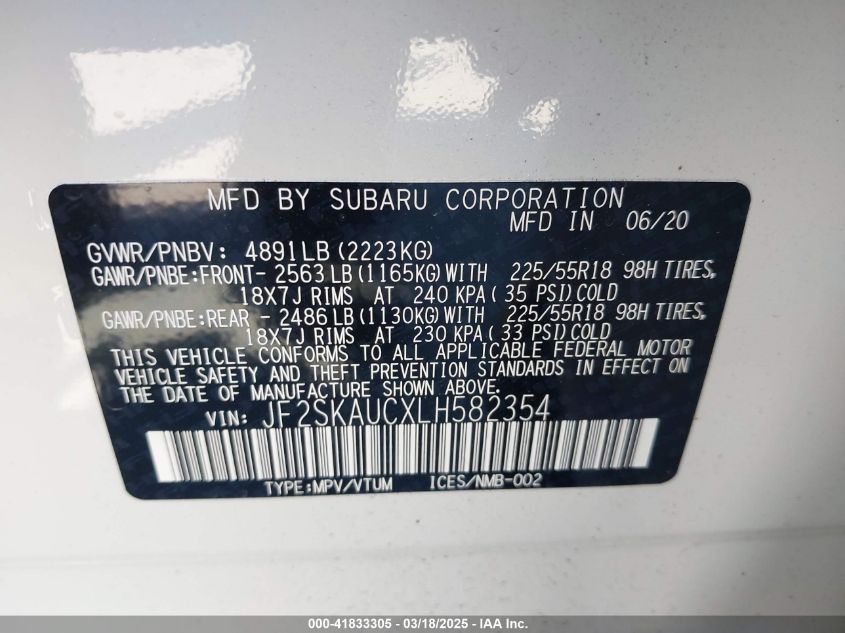 MFD BY SUBARU CORPORATION
MFD IN 06/20
GVWR/PNBV: 4891LB (2223KG)
GAWR/PNBE:FRONT- 2563 LB (1165KG) WITH 225/55R18 98H TIRES,
18X7J RIMS AT 240 KPA ( 35 PSI) COLD
GAWR/PNBE:REAR - 2486 LB (1130KG) WITH 225/55R18 98H TIRES,
18X7J RIMS AT 230 KPA ( 33 PSI) COLD
THIS VEHICLE CONFORMS TO ALL APPLICABLE FEDERAL MOTOR
VEHICLE SAFETY AND THEFT PREVENTION STANDARDS IN EFFECT ON
THE DATE OF MANUFACTURE SHOWN ABOVE.
VIN: JF2SKAUCXLH582354
TYPE:MPV/VTUM ICES/NMB-002
000-41833305 - 03/18/2025 - IAAI Inc.